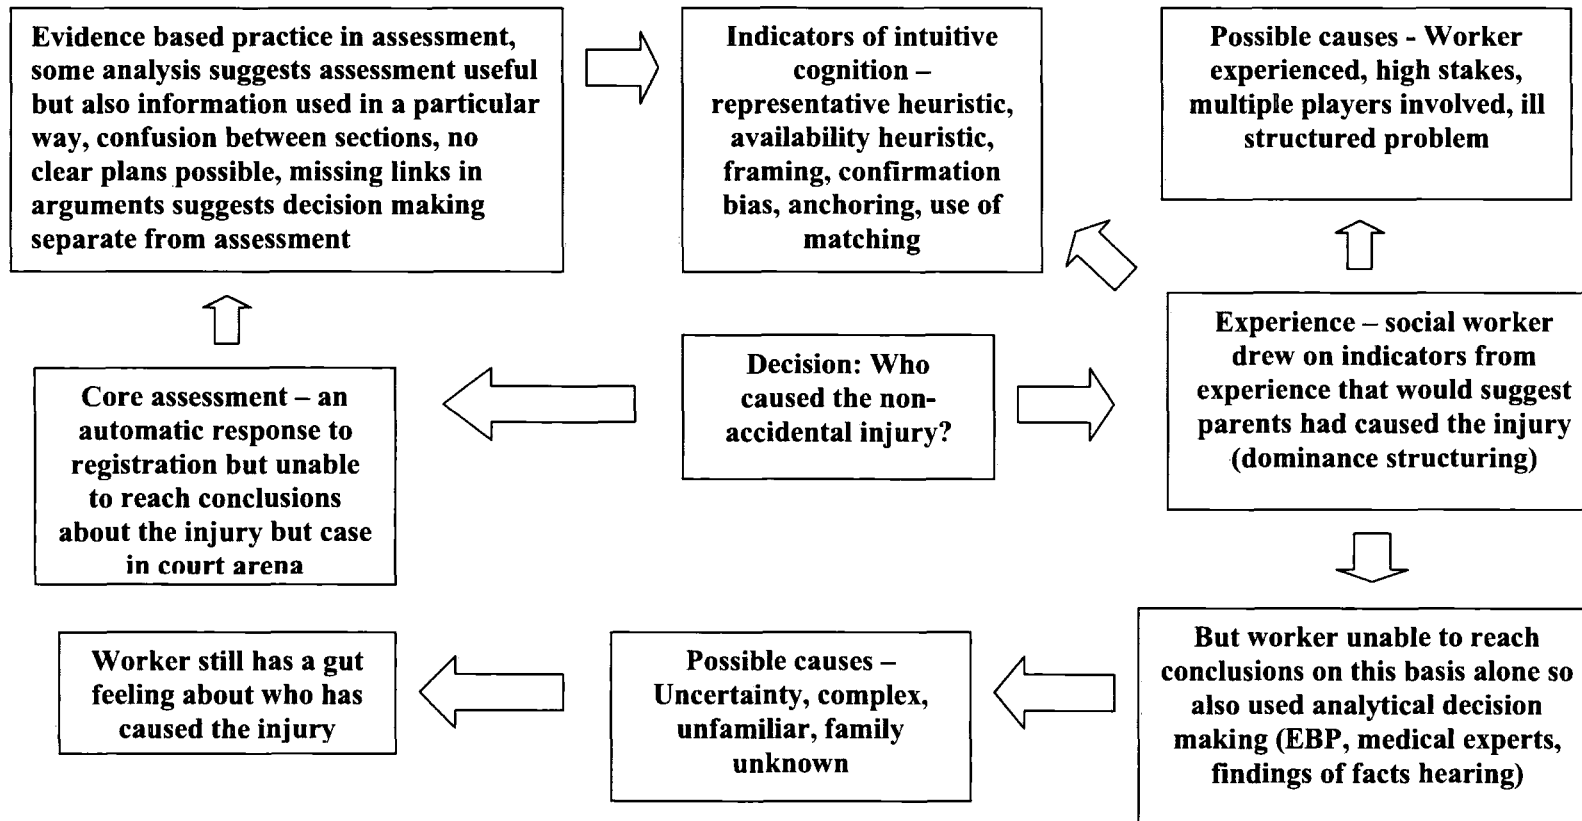 Evidence based practice in assessment,
some analysis suggests assessment useful
but also information used in a particular
way, confusion between sections, no
clear plans possible, missing links in
arguments suggests decision making
separate from assessment
Indicators of intuitive
cognition –
representative heuristic,
availability heuristic,
framing, confirmation
bias, anchoring, use of
matching
Possible causes - Worker
experienced, high stakes,
multiple players involved, ill
structured problem
Core assessment – an
automatic response to
registration but unable
to reach conclusions
about the injury but case
in court arena
Decision: Who
caused the non-
accidental injury?
Experience – social worker
drew on indicators from
experience that would suggest
parents had caused the injury
(dominance structuring)
Worker still has a gut
feeling about who has
caused the injury
Possible causes –
Uncertainty, complex,
unfamiliar, family
unknown
But worker unable to reach
conclusions on this basis alone so
also used analytical decision
making (EBP, medical experts,
findings of facts hearing)